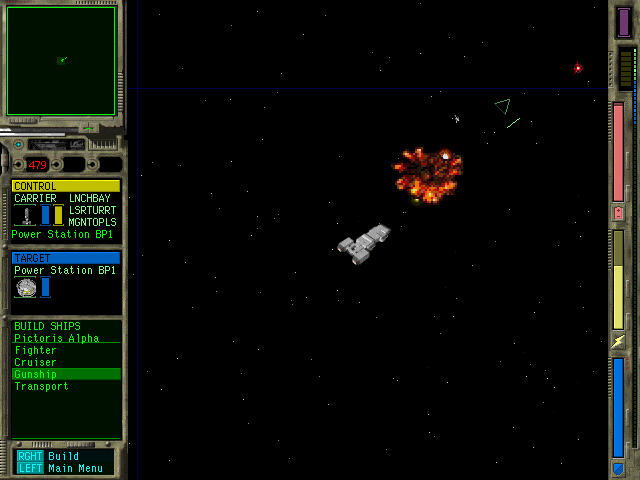 479
CONTROL
CARRIER LNCHBAY
LSRTURRT
MGNTOPLS
Power Station BP1
TARGET
Power Station BP1
BUILD SHIPS
Pictoris Alpha
Fighter
Cruiser
Gunship
Transport
RGHT Build
LEFT Main Menu